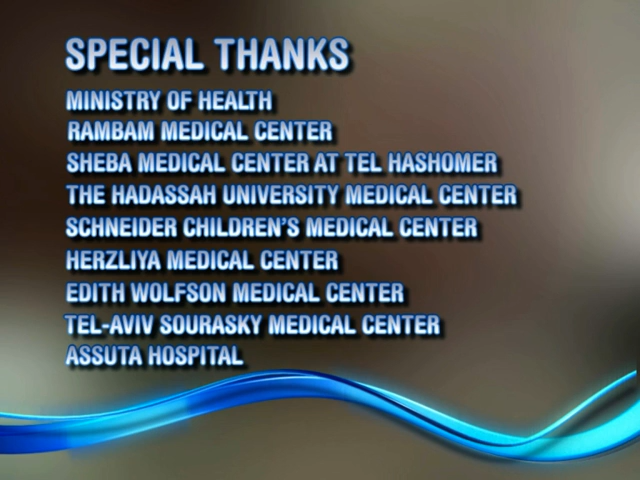 SPECIAL THANKS
MINISTRY OF HEALTH
RAMBAM MEDICAL CENTER
SHEBA MEDICAL CENTER AT TEL HASHOMER
THE HADASSAH UNIVERSITY MEDICAL CENTER
SCHNEIDER CHILDREN'S MEDICAL CENTER
HERZLIYA MEDICAL CENTER
EDITH WOLFSON MEDICAL CENTER
TEL-AVIV SOURASKY MEDICAL CENTER
ASSUTA HOSPITAL